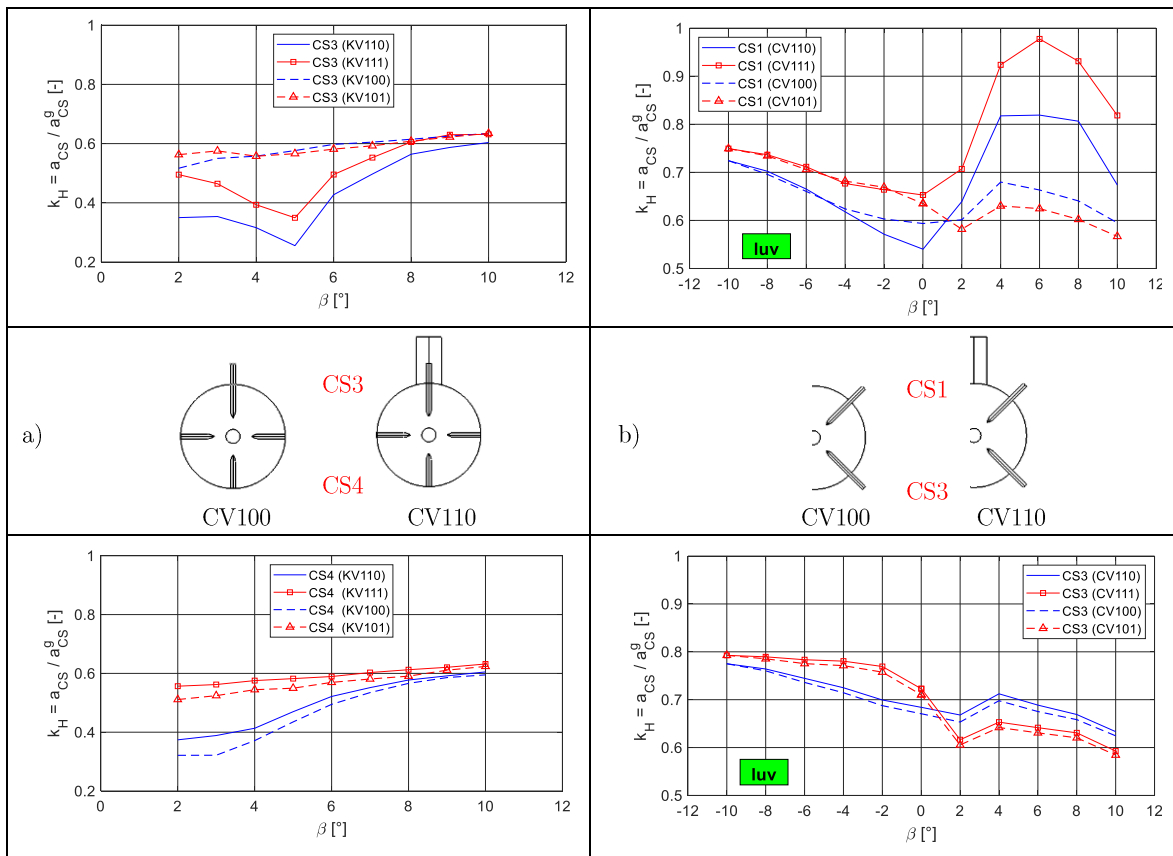 1
0.8
0.6
0.4
0.2
k_H = a_CS / a^g_CS [-]
CS3 (KV110)
CS3 (KV111)
CS3 (KV100)
CS3 (KV101)
0 2 4 6 8 10 12
β [°]
1
0.9
0.8
0.7
0.6
0.5
k_H = a_CS / a^g_CS [-]
CS1 (CV110)
CS1 (CV111)
CS1 (CV100)
CS1 (CV101)
luv
-12 -10 -8 -6 -4 -2 0 2 4 6 8 10 12
β [°]
a)
CS3
CS4
CV100 CV110
b)
CS1
CS3
CV100 CV110
1
0.8
0.6
0.4
0.2
k_H = a_CS / a^g_CS [-]
CS4 (KV110)
CS4 (KV111)
CS4 (KV100)
CS4 (KV101)
0 2 4 6 8 10 12
β [°]
1
0.9
0.8
0.7
0.6
0.5
k_H = a_CS / a^g_CS [-]
CS3 (CV110)
CS3 (CV111)
CS3 (CV100)
CS3 (CV101)
luv
-12 -10 -8 -6 -4 -2 0 2 4 6 8 10 12
β [°]